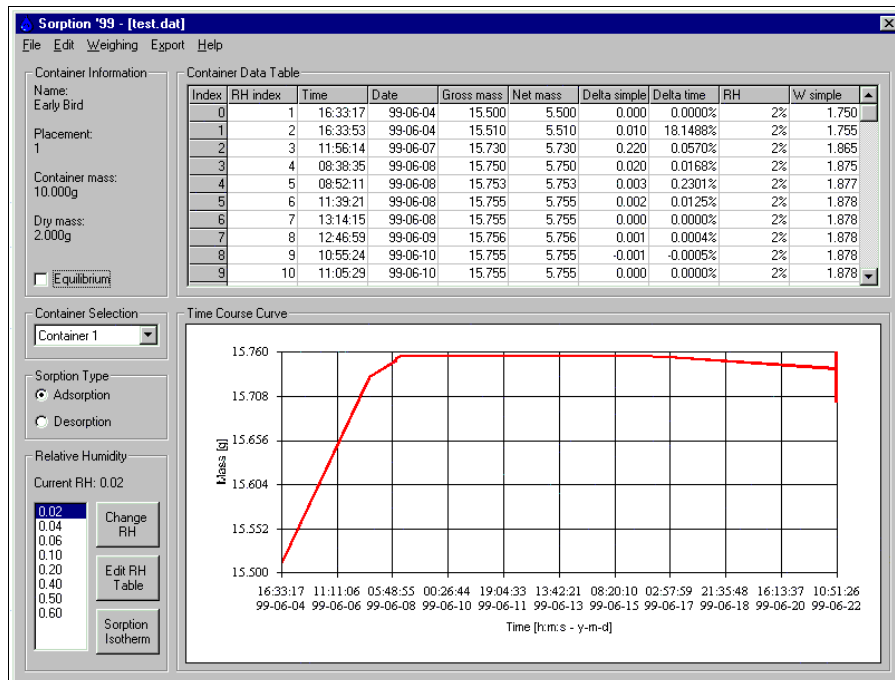 Sorption '99 - [test.dat]
File Edit Weighing Export Help
Container Information
Name:
Early Bird
Placement:
1
Container mass:
10.000g
Dry mass:
2.000g
Equilibrium
Container Data Table
Index RH index Time Date Gross mass Net mass Delta simple Delta time RH W simple
0 1 16:33:17 99-06-04 15.500 5.500 0.000 0.0000% 2% 1.750
1 2 16:33:53 99-06-04 15.510 5.510 0.010 18.1488% 2% 1.755
2 3 11:56:14 99-06-07 15.730 5.730 0.220 0.0570% 2% 1.865
3 4 08:38:35 99-06-08 15.750 5.750 0.020 0.0168% 2% 1.875
4 5 08:52:11 99-06-08 15.753 5.753 0.003 0.2301% 2% 1.877
5 6 11:39:21 99-06-08 15.755 5.755 0.002 0.0125% 2% 1.878
6 7 13:14:15 99-06-08 15.755 5.755 0.000 0.0000% 2% 1.878
7 8 12:46:59 99-06-09 15.756 5.756 0.001 0.0004% 2% 1.878
8 9 10:55:24 99-06-10 15.755 5.755 -0.001 -0.0005% 2% 1.878
9 10 11:05:29 99-06-10 15.755 5.755 0.000 0.0000% 2% 1.878
Container Selection
Container 1
Sorption Type
Adsorption
Desorption
Relative Humidity
Current RH: 0.02
0.02
0.04
0.06
0.10
0.20
0.40
0.50
0.60
Change
RH
Edit RH
Table
Sorption
Isotherm
Time Course Curve
Mass [g]
15.760
15.708
15.656
15.604
15.552
15.500
16:33:17 11:11:06 05:48:55 00:26:44 19:04:33 13:42:21 08:20:10 02:57:59 21:35:48 16:13:37 10:51:26
99-06-04 99-06-06 99-06-08 99-06-10 99-06-11 99-06-13 99-06-15 99-06-17 99-06-18 99-06-20 99-06-22
Time [h:m:s - y-m-d]